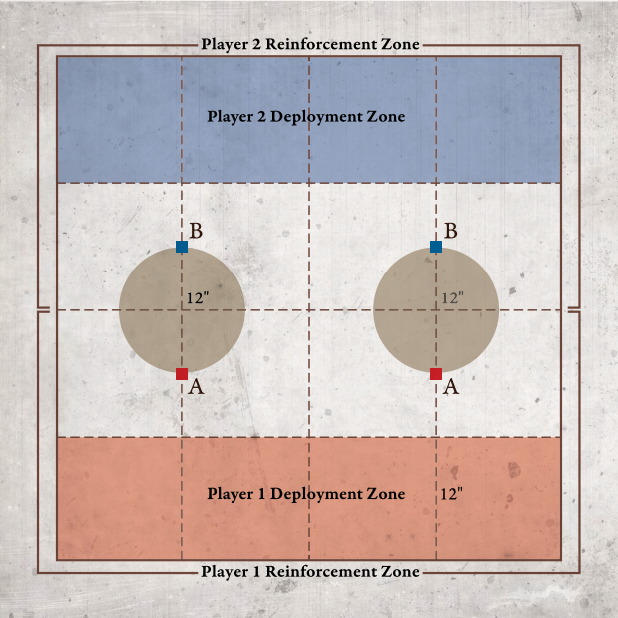 Player 2 Reinforcement Zone
Player 2 Deployment Zone
B
B
12"
12"
A
A
Player 1 Deployment Zone
12"
Player 1 Reinforcement Zone